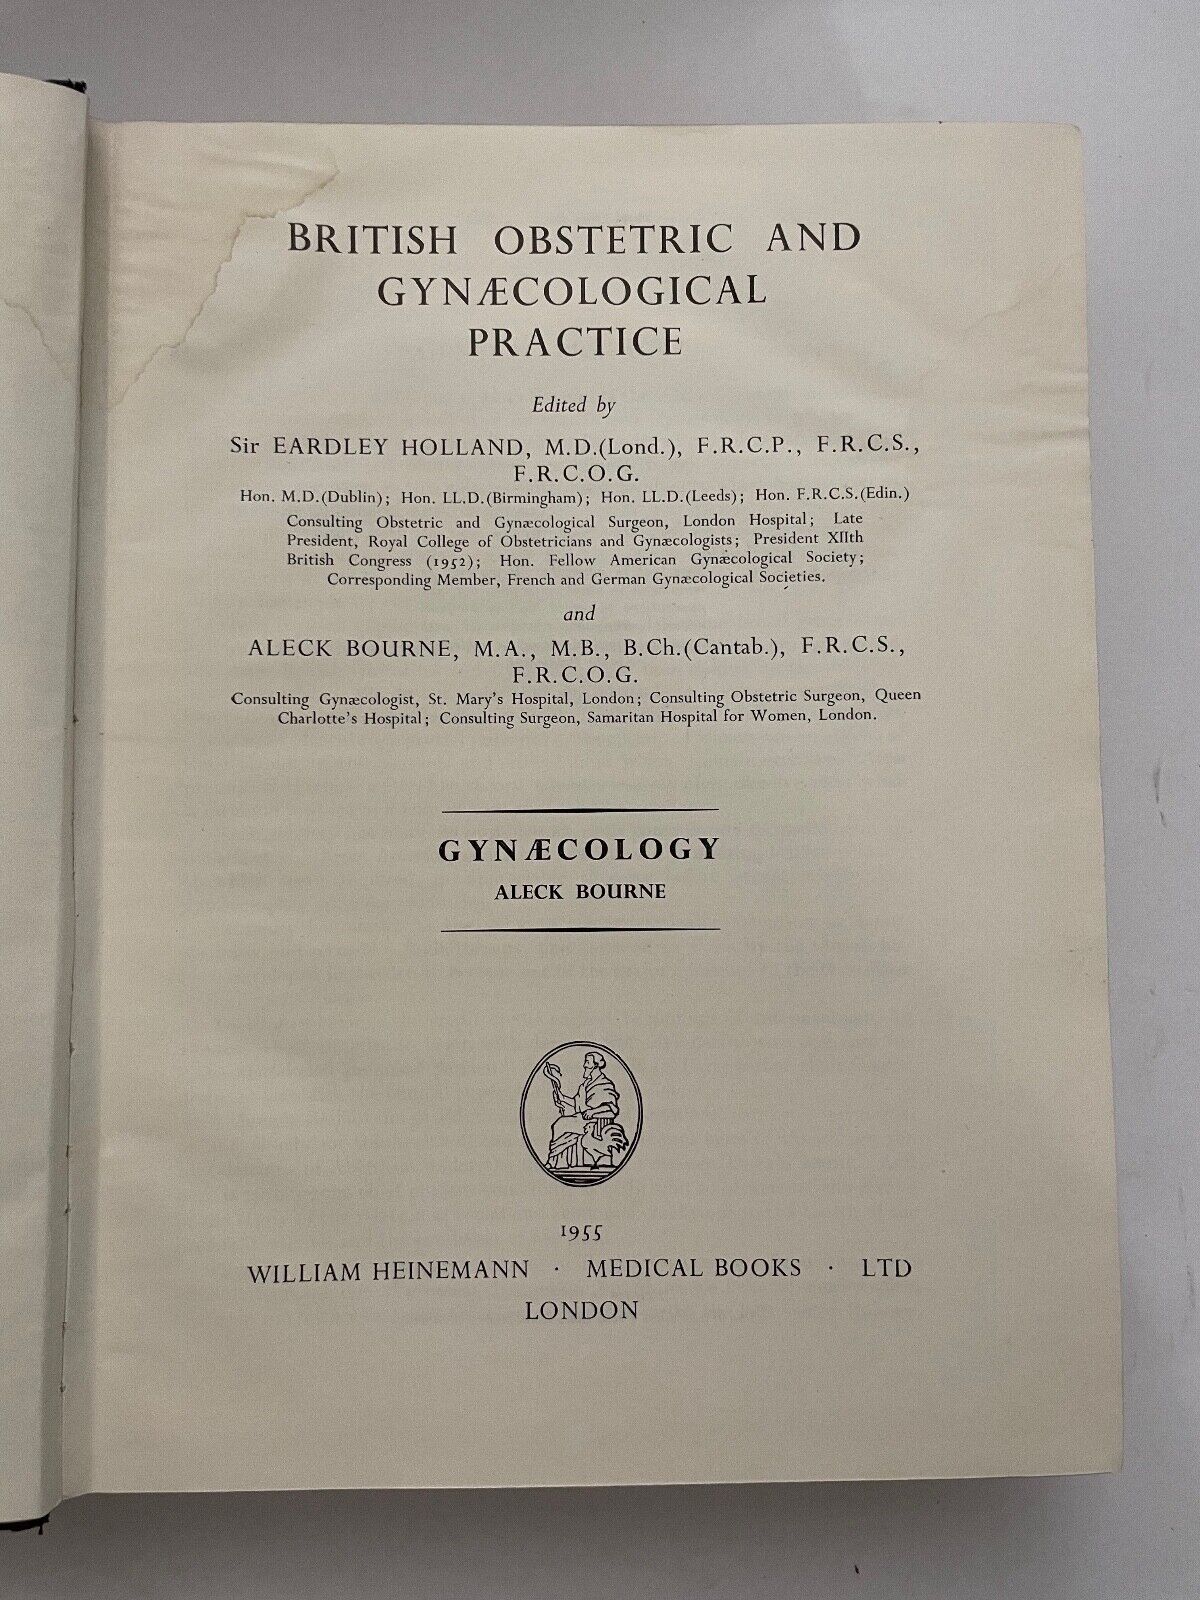 BRITISH OBSTETRIC AND
GYNÆCOLOGICAL
PRACTICE
Edited by
Sir EARDLEY HOLLAND, M.D.(Lond.), F.R.C.P., F.R.C.S.,
F.R.C.O.G.
Hon. M.D.(Dublin); Hon. LL.D.(Birmingham); Hon. LL.D.(Leeds); Hon. F.R.C.S.(Edin.)
Consulting Obstetric and Gynæcological Surgeon, London Hospital; Late
President, Royal College of Obstetricians and Gynæcologists; President XIIth
British Congress (1952); Hon. Fellow American Gynæcological Society;
Corresponding Member, French and German Gynæcological Societies.
and
ALECK BOURNE, M.A., M.B., B.Ch.(Cantab.), F.R.C.S.,
F.R.C.O.G.
Consulting Gynæcologist, St. Mary's Hospital, London; Consulting Obstetric Surgeon, Queen
Charlotte's Hospital; Consulting Surgeon, Samaritan Hospital for Women, London.
GYNÆCOLOGY
ALECK BOURNE
1955
WILLIAM HEINEMANN · MEDICAL BOOKS · LTD
LONDON